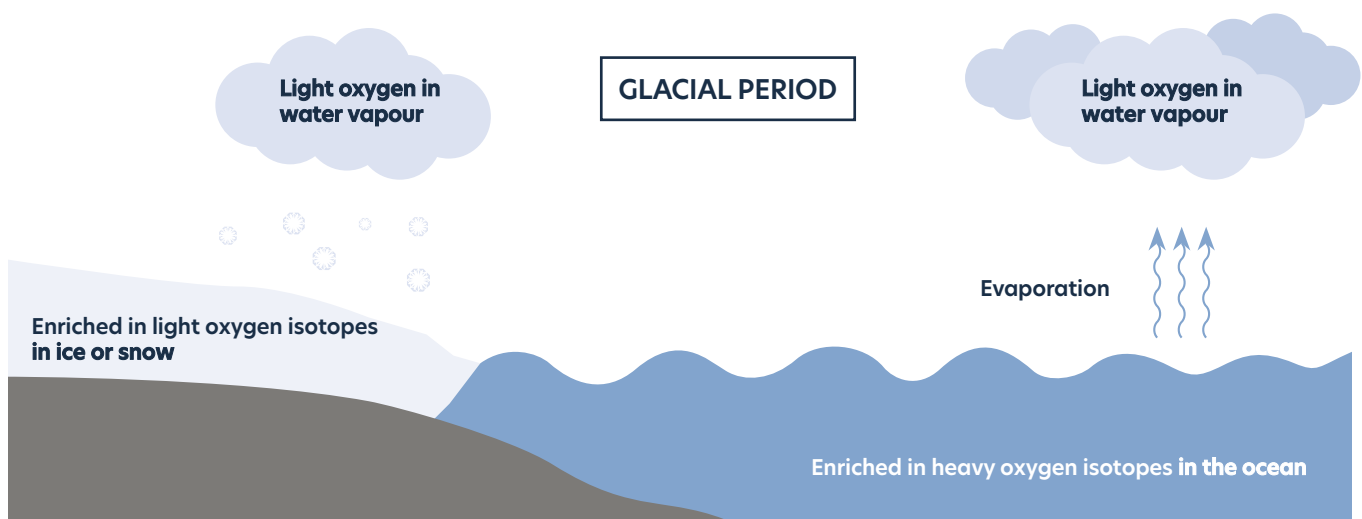 Light oxygen in
water vapour
GLACIAL PERIOD
Light oxygen in
water vapour
Evaporation
Enriched in light oxygen isotopes
in ice or snow
Enriched in heavy oxygen isotopes in the ocean